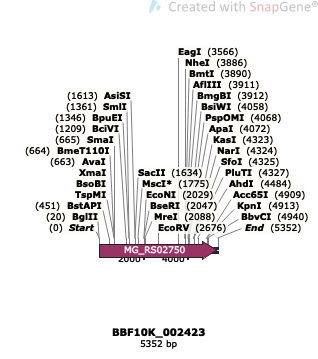 Created with SnapGene®
EagI (3566)
NheI (3886)
BmtI (3890)
(1613) AsiSI AflIII (3911)
(1361) SmlI BmgBI (3912)
(1346) BpuEI BsiWI (4058)
(1209) BciVI PspOMI (4068)
(665) SmaI ApaI (4072)
(664) BmeT110I KasI (4323)
(663) AvaI NarI (4324)
XmaI SacII (1634) SfoI (4325)
BsoBI MscI* (1775) PluTI (4327)
TspMI EcoNI (2029) AhdI (4484)
(451) BstAPI BseRI (2047) Acc65I (4909)
(20) BglII MreI (2088) KpnI (4913)
(0) Start EcoRV (2676) BbvCI (4940)
End (5352)
MG_RS02750
2000 4000
BBF10K_002423
5352 bp